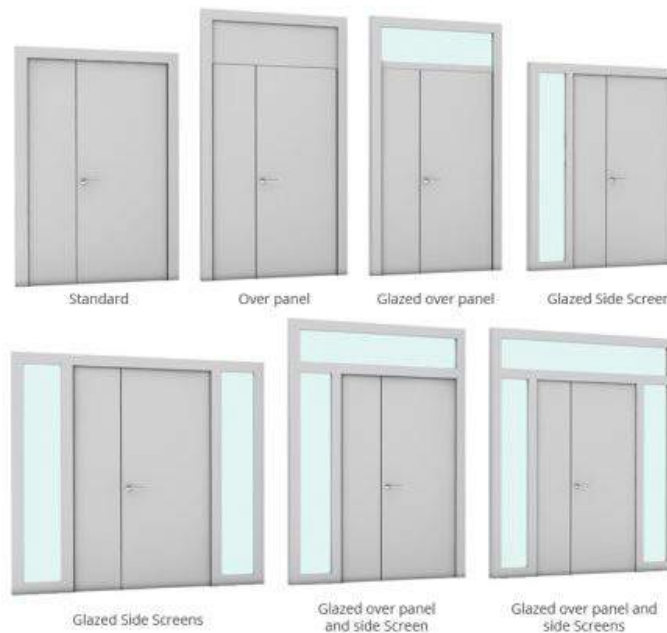 Standard
Over panel
Glazed over panel
Glazed Side Screen
Glazed Side Screens
Glazed over panel
and side Screen
Glazed over panel and
side Screens